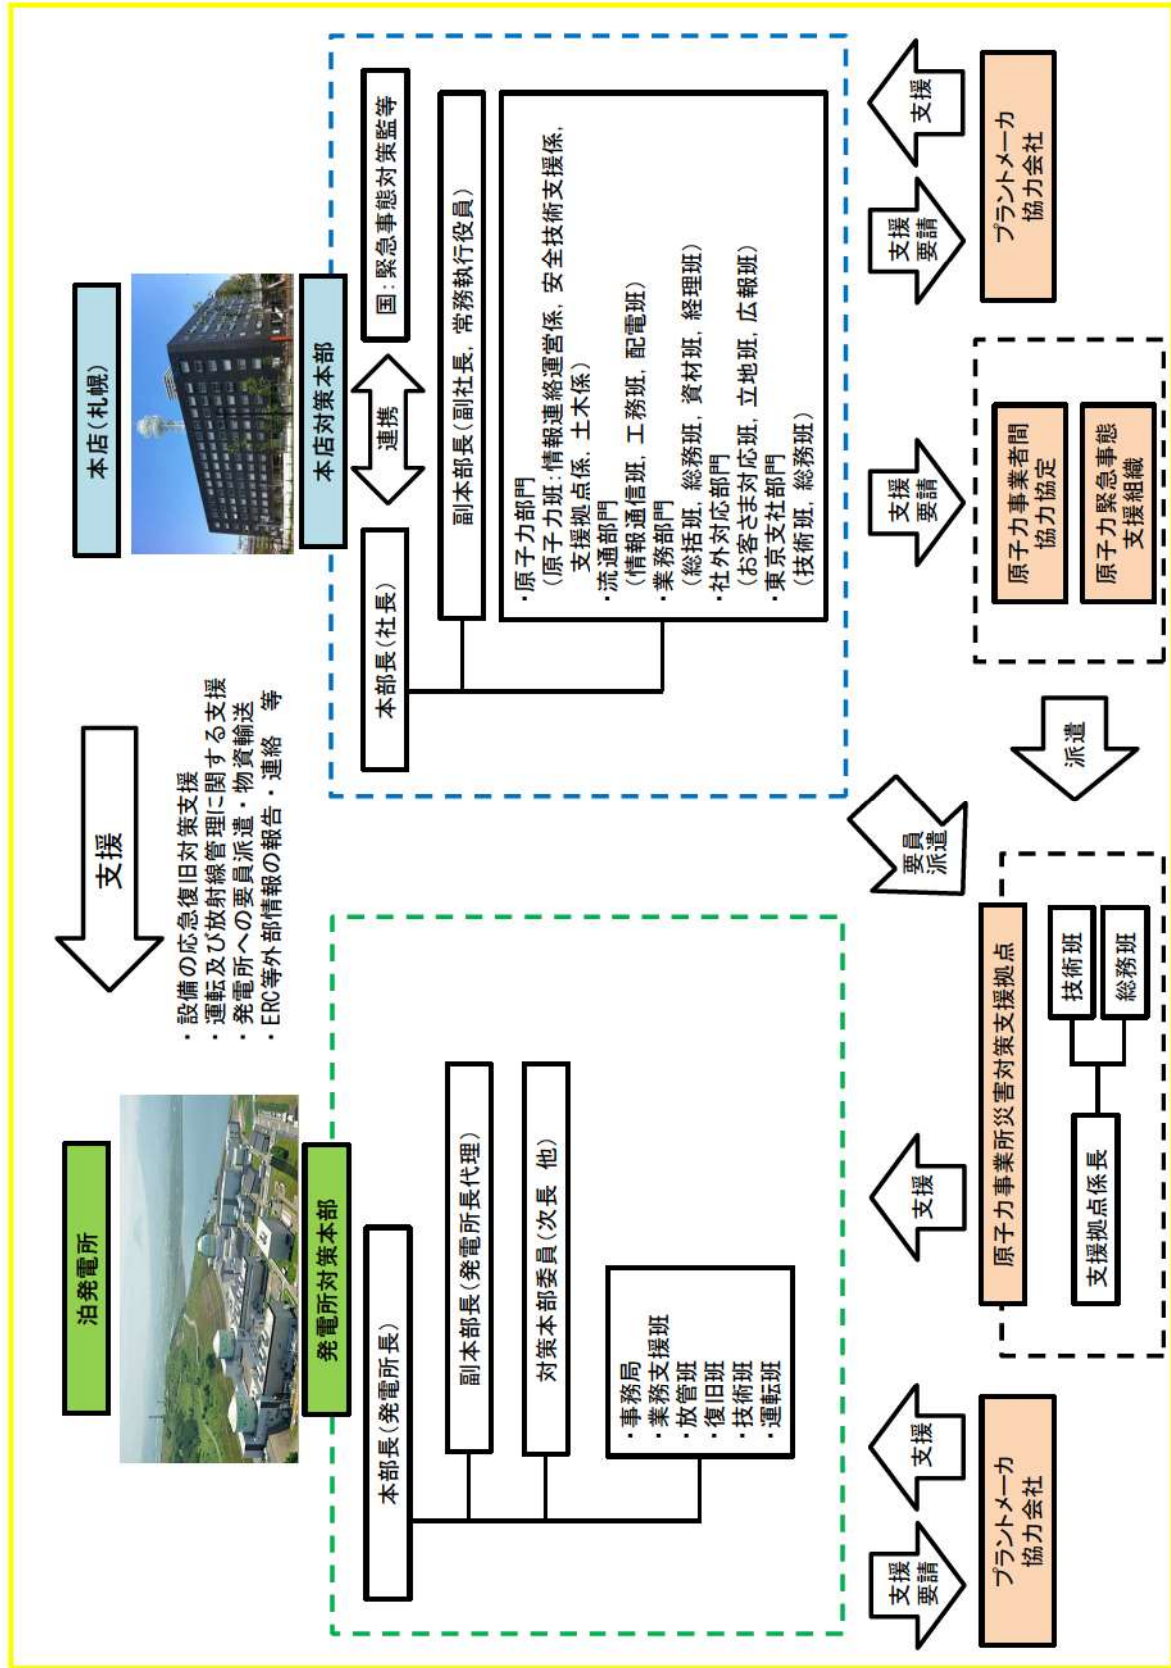 泊発電所
発電所対策本部
本部長(発電所長)
副本部長(発電所長代理)
対策本部委員(次長 他)
・事務局
・業務支援班
・放管班
・復旧班
・技術班
・運転班
支援
・設備の応急復旧対策支援
・運転及び放射線管理に関する支援
・発電所への要員派遣・物資輸送
・ERC等外部情報の報告・連絡 等
本店(札幌)
本店対策本部
本部長(社長)
連携
国:緊急事態対策監等
副本部長(副社長,常務執行役員)
・原子力部門
(原子力班:情報連絡運営係,安全技術支援係,
支援拠点係,土木係)
・流通部門
(情報通信班,工務班,配電班)
・業務部門
(総括班,総務班,資材班,経理班)
・社外対応部門
(お客さま対応班,立地班,広報班)
・東京支社部門
(技術班,総務班)
支援
要請
支援
プラントメーカ
協力会社
支援
原子力事業所災害対策支援拠点
支援拠点係長
技術班
総務班
要員
派遣
派遣
支援
要請
原子力事業者間
協力協定
原子力緊急事態
支援組織
支援
要請
支援
プラントメーカ
協力会社